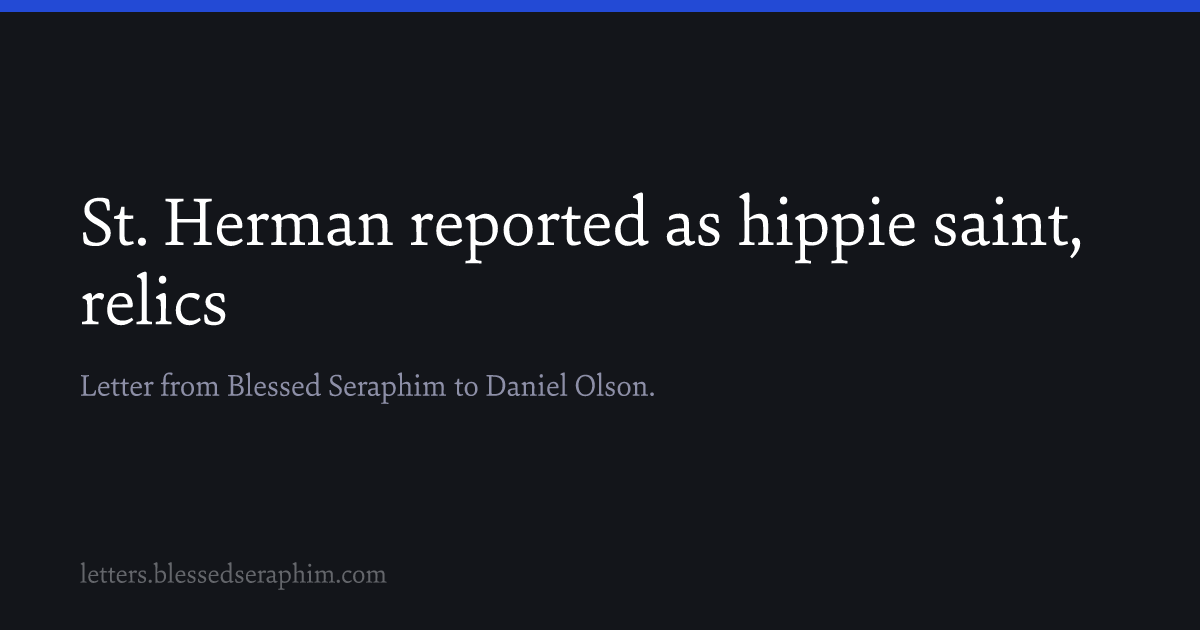 St. Herman reported as hippie saint,
relics
Letter from Blessed Seraphim to Daniel Olson.
letters.blessedseraphim.com